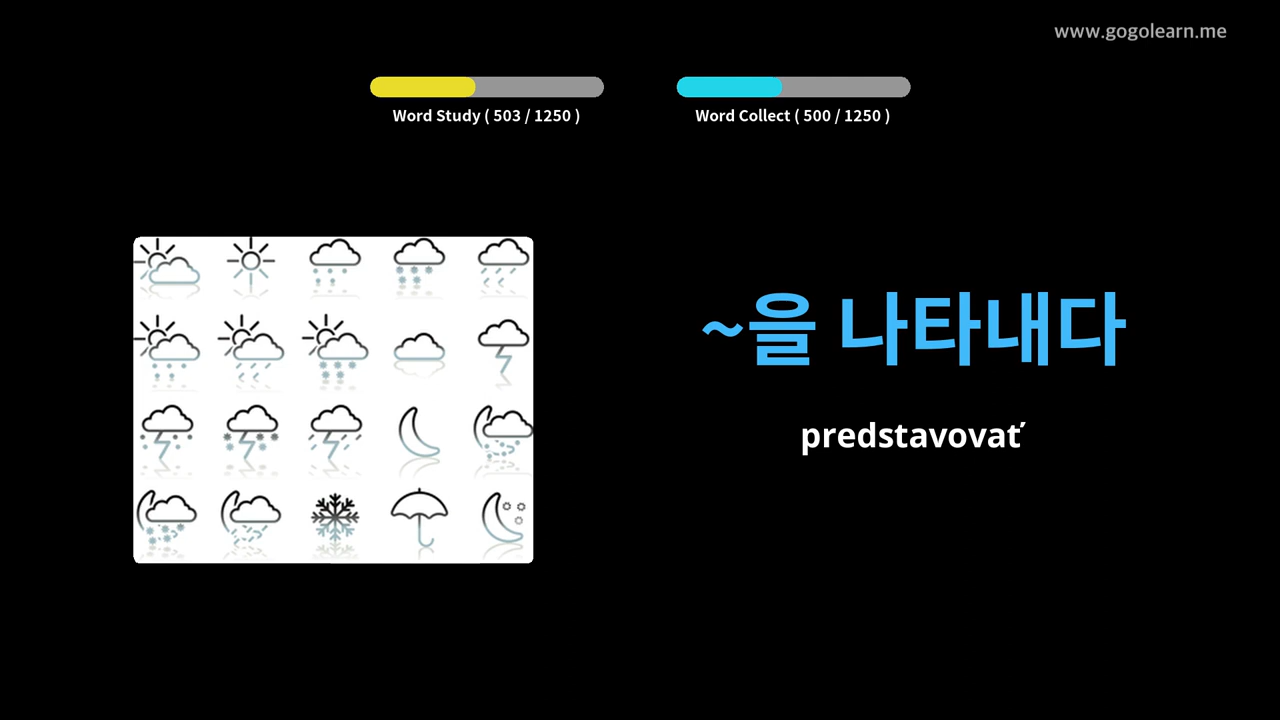 www.gogolearn.me
Word Study ( 503 / 1250 )
Word Collect ( 500 / 1250 )
~을 나타내다
predstavovať